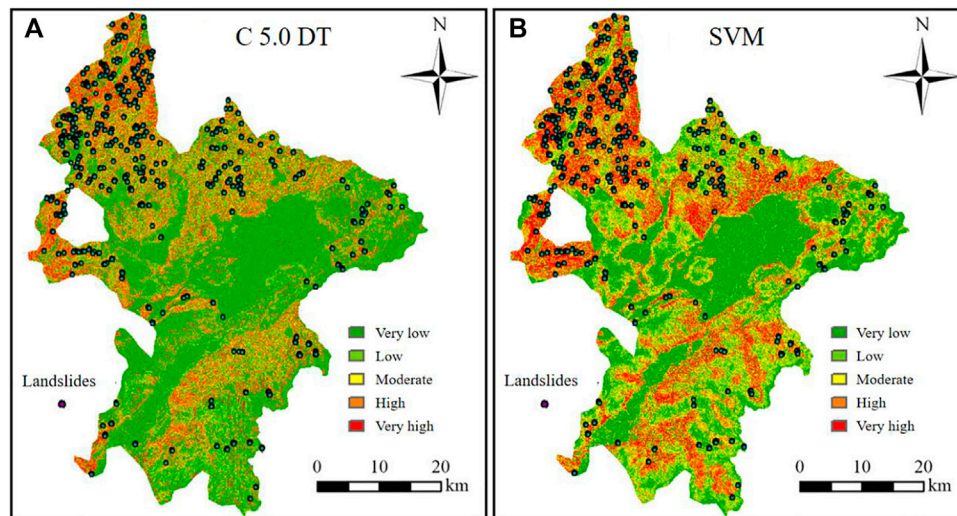 A
C 5.0 DT
N
Very low
Low
Moderate
High
Very high
Landslides
0 10 20
km
B
SVM
N
Very low
Low
Moderate
High
Very high
Landslides
0 10 20
km